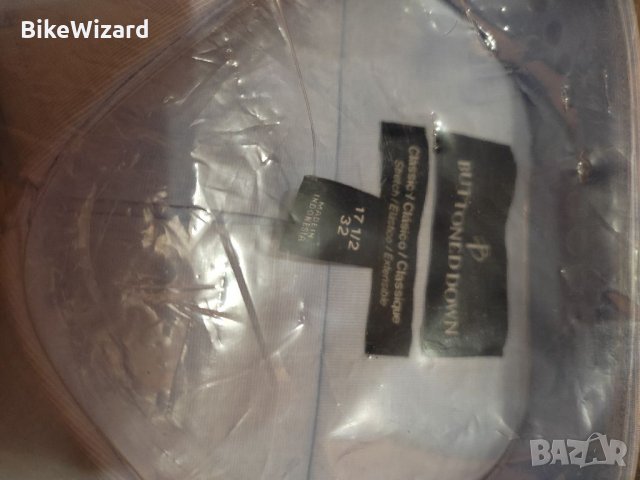 BikeWizard
BUTTONED DOWN
Classic / Clásico / Classique
Stretch / Elástico / Extensible
17 1/2
32
MADE IN
INDONESIA
BAZAR